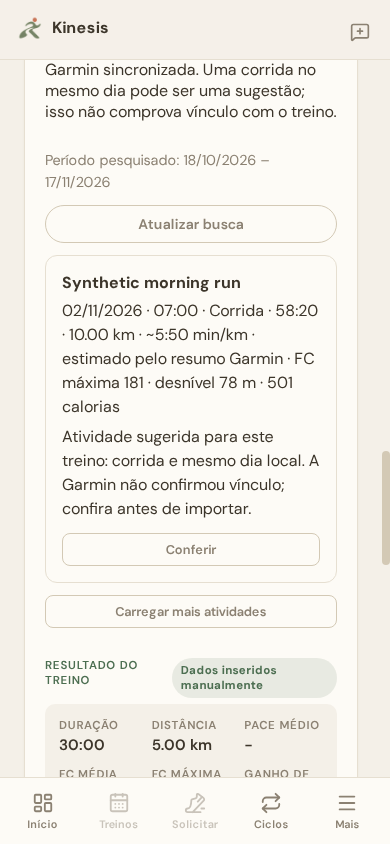 Kinesis
Garmin sincronizada. Uma corrida no
mesmo dia pode ser uma sugestão;
isso não comprova vínculo com o treino.
Período pesquisado: 18/10/2026 –
17/11/2026
Atualizar busca
Synthetic morning run
02/11/2026 · 07:00 · Corrida · 58:20
· 10.00 km · ~5:50 min/km ·
estimado pelo resumo Garmin · FC
máxima 181 · desnível 78 m · 501
calorias
Atividade sugerida para este
treino: corrida e mesmo dia local. A
Garmin não confirmou vínculo;
confira antes de importar.
Conferir
Carregar mais atividades
RESULTADO DO
TREINO
Dados inseridos
manualmente
DURAÇÃO DISTÂNCIA PACE MÉDIO
30:00 5.00 km -
FC MÉDIA FC MÁXIMA GANHO DE
Início Treinos Solicitar Ciclos Mais